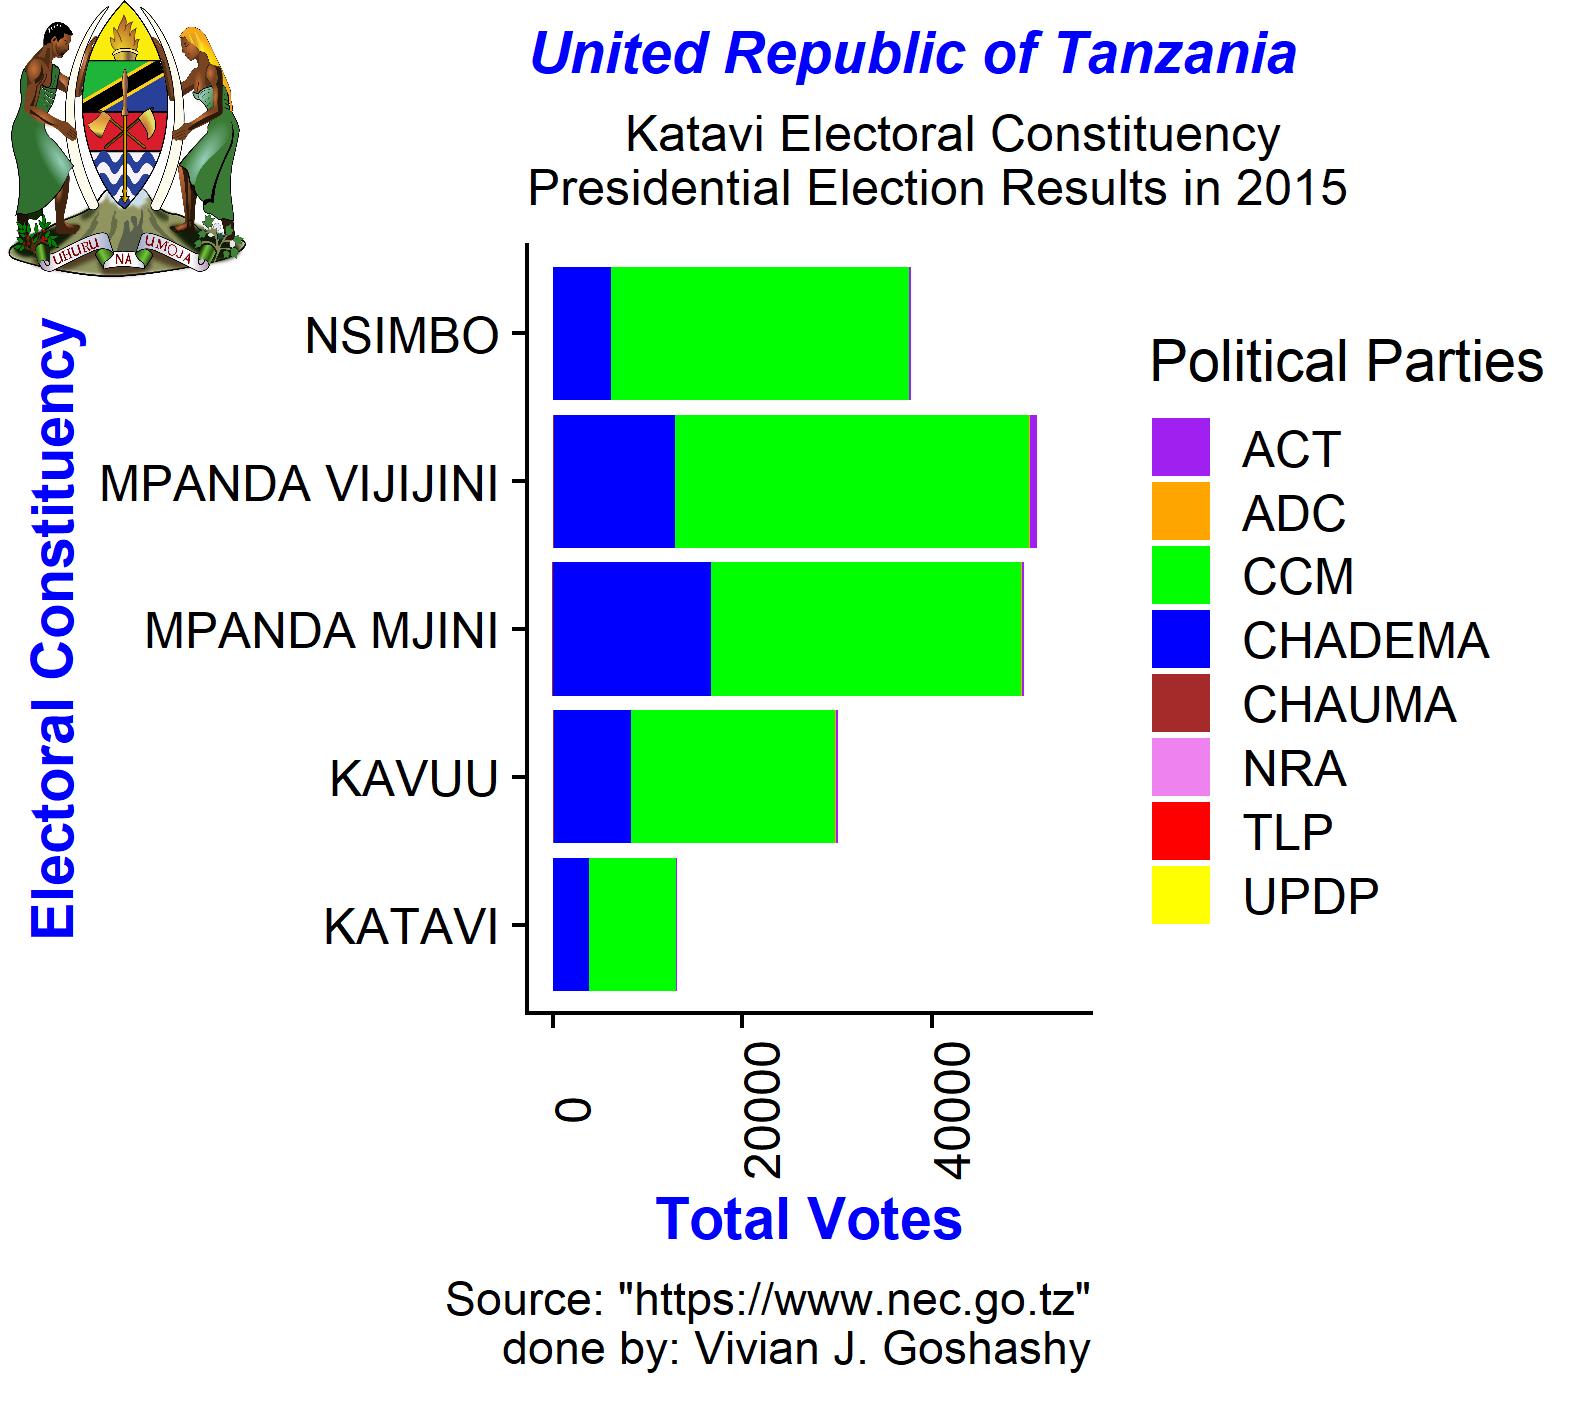 UHURU NA UMOJA
United Republic of Tanzania
Katavi Electoral Constituency
Presidential Election Results in 2015
Electoral Constituency
NSIMBO
MPANDA VIJIJINI
MPANDA MJINI
KAVUU
KATAVI
0
20000
40000
Total Votes
Political Parties
ACT
ADC
CCM
CHADEMA
CHAUMA
NRA
TLP
UPDP
Source: "https://www.nec.go.tz"
done by: Vivian J. Goshashy